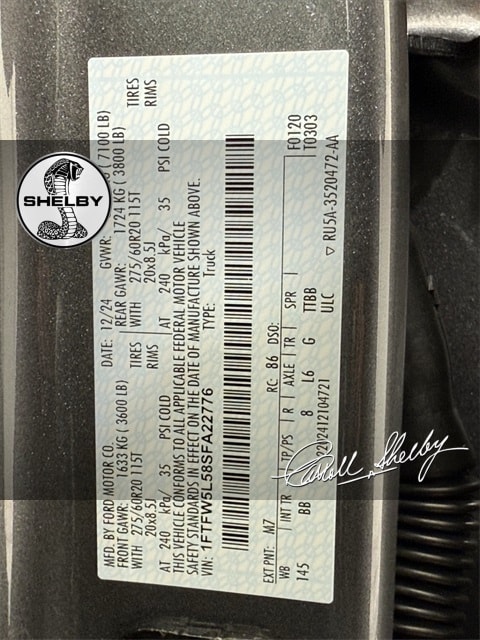 SHELBY
MFD. BY FORD MOTOR CO.
DATE: 12/24 GVWR: (7100 LB)
FRONT GAWR: 1633 KG (3600 LB)
REAR GAWR: 1724 KG (3800 LB)
WITH 275/60R20 115T TIRES
WITH 275/60R20 115T TIRES
20x8.5J RIMS
20x8.5J RIMS
AT 240 kPa/ 35 PSI COLD
AT 240 kPa/ 35 PSI COLD
THIS VEHICLE CONFORMS TO ALL APPLICABLE FEDERAL MOTOR VEHICLE
SAFETY STANDARDS IN EFFECT ON THE DATE OF MANUFACTURE SHOWN ABOVE.
VIN: 1FTFW5L58SFA22776 TYPE: Truck
F0120
T0303
EXT PNT: M7 RC: 86 DSO:
WB INT TR TP/PS R AXLE TR SPR
145 BB 8 L6 G TTBB
ULC
▽ RU5A-3520472-AA
2412104721
Carroll Shelby